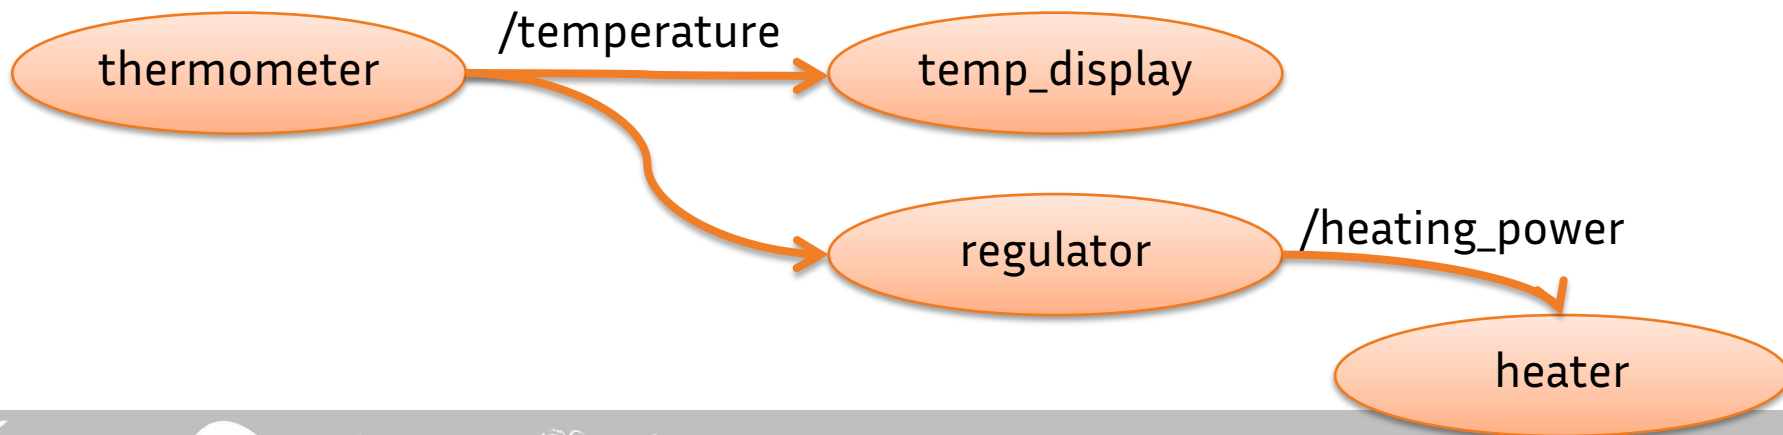 /temperature
thermometer
temp_display
/heating_power
regulator
heater